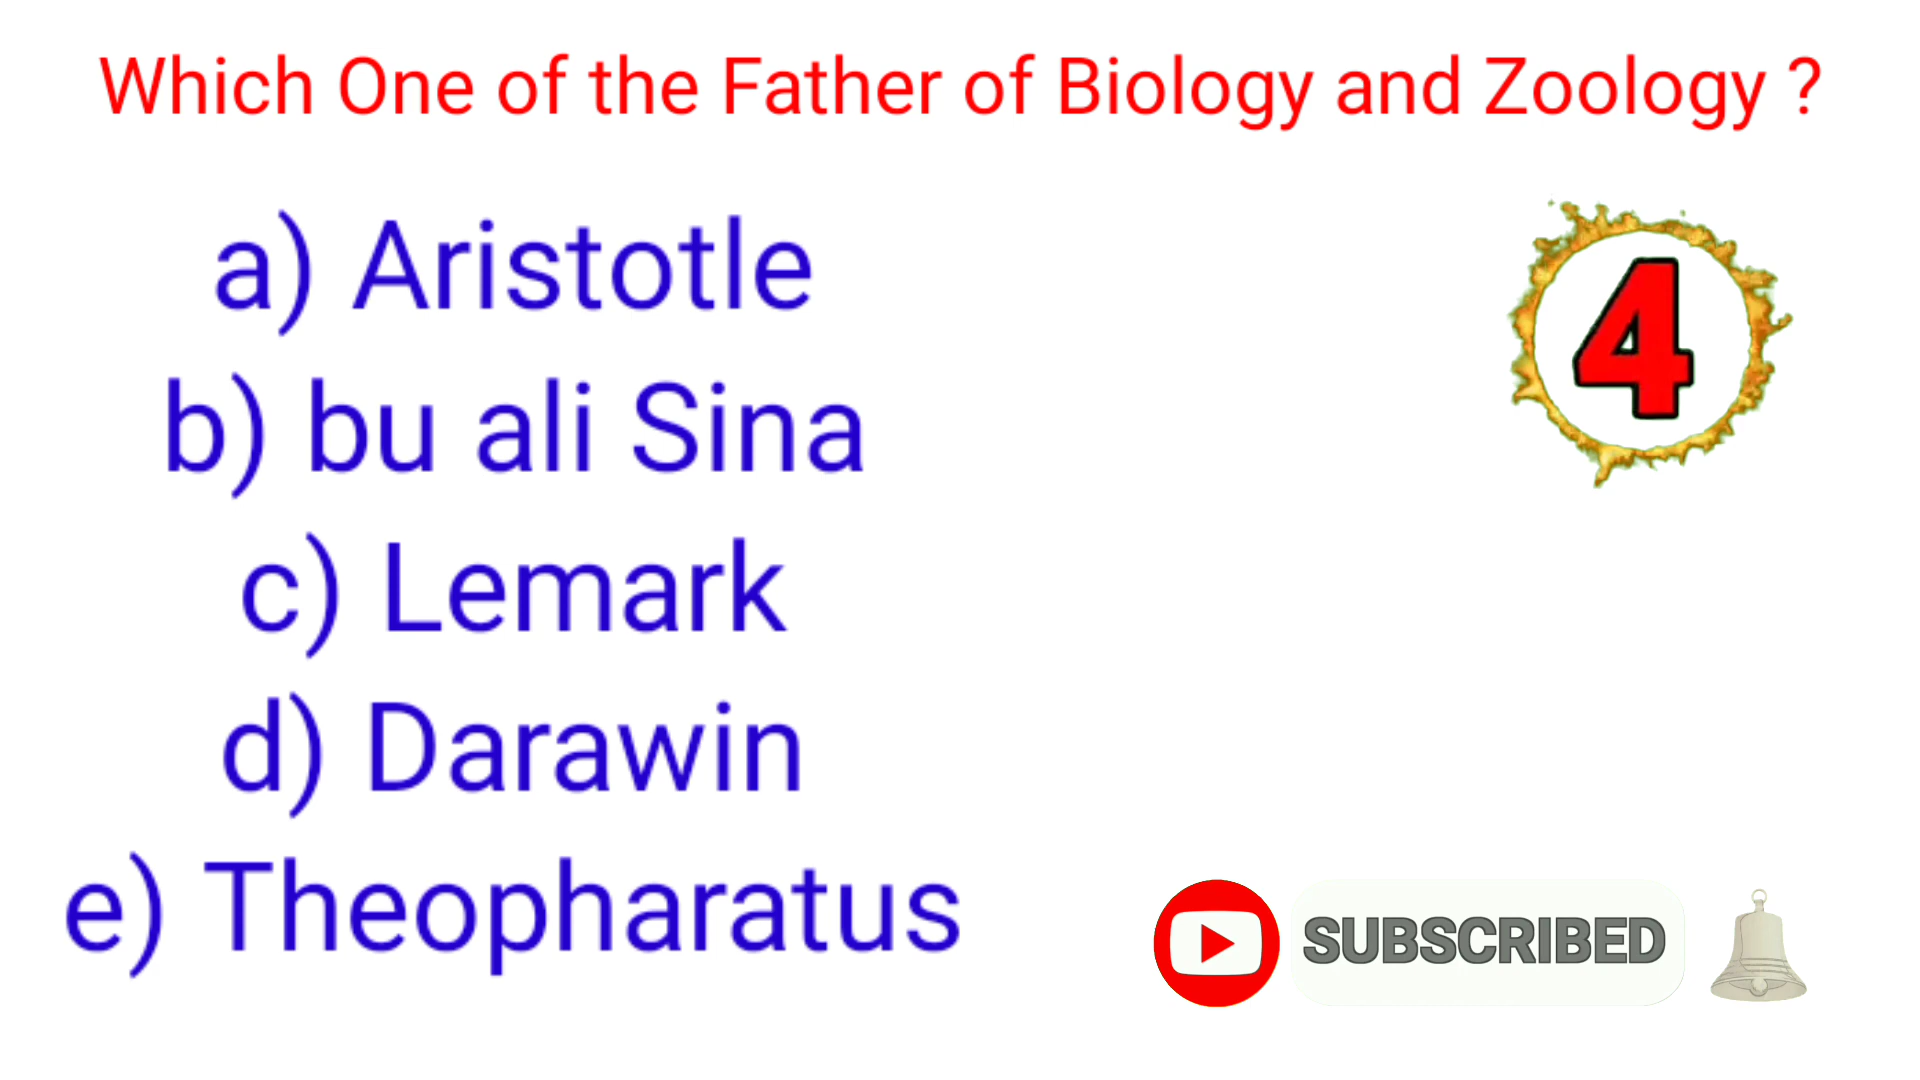 Which One of the Father of Biology and Zoology ?
a) Aristotle
4
b) bu ali Sina
c) Lemark
d) Darawin
e) Theopharatus
SUBSCRIBED